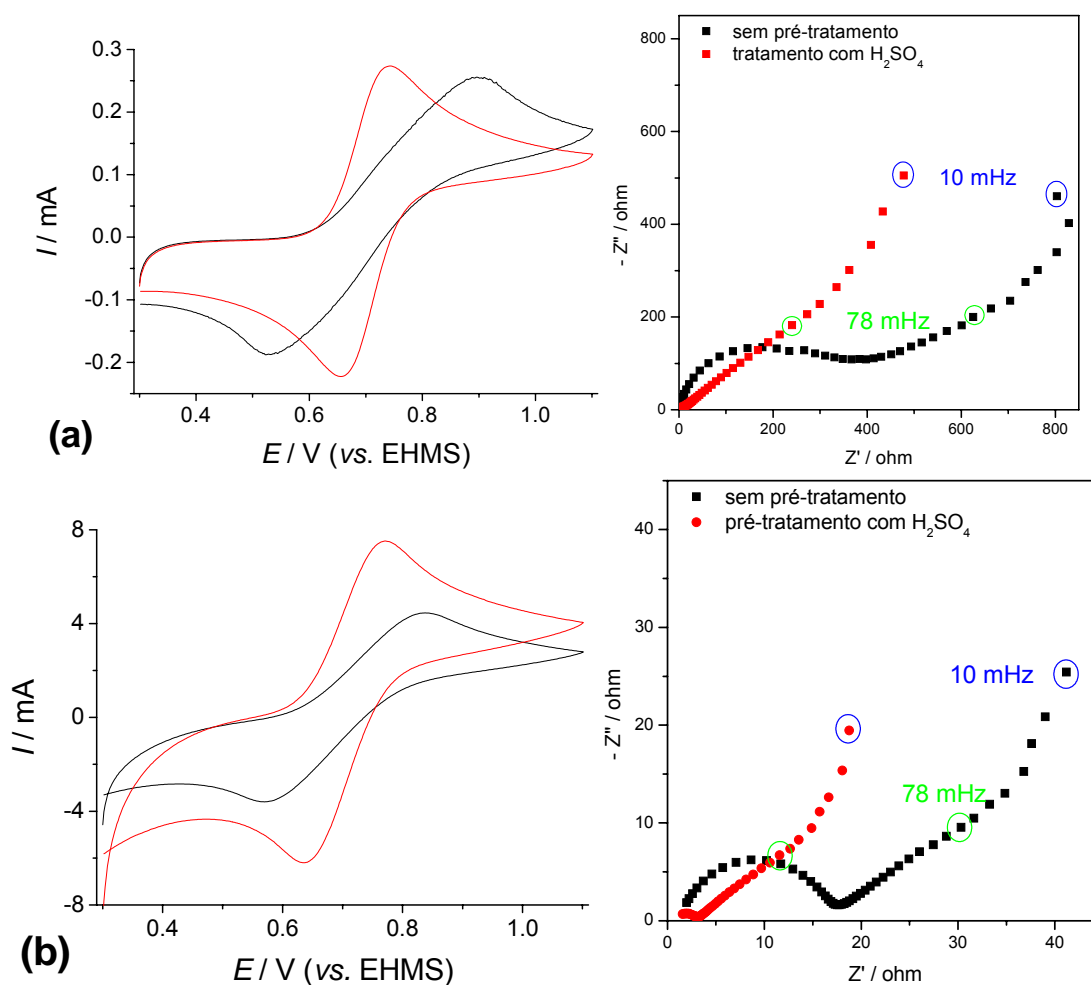 0.3
0.2
0.1
0.0
-0.1
-0.2
I / mA
0.4 0.6 0.8 1.0
E / V (vs. EHMS)
(a)
sem pré-tratamento
tratamento com H₂SO₄
800
600
400
200
0
- Z" / ohm
10 mHz
78 mHz
0 200 400 600 800
Z' / ohm
8
4
0
-4
-8
I / mA
0.4 0.6 0.8 1.0
E / V (vs. EHMS)
(b)
sem pré-tratamento
pré-tratamento com H₂SO₄
40
30
20
10
0
- Z" / ohm
10 mHz
78 mHz
0 10 20 30 40
Z' / ohm